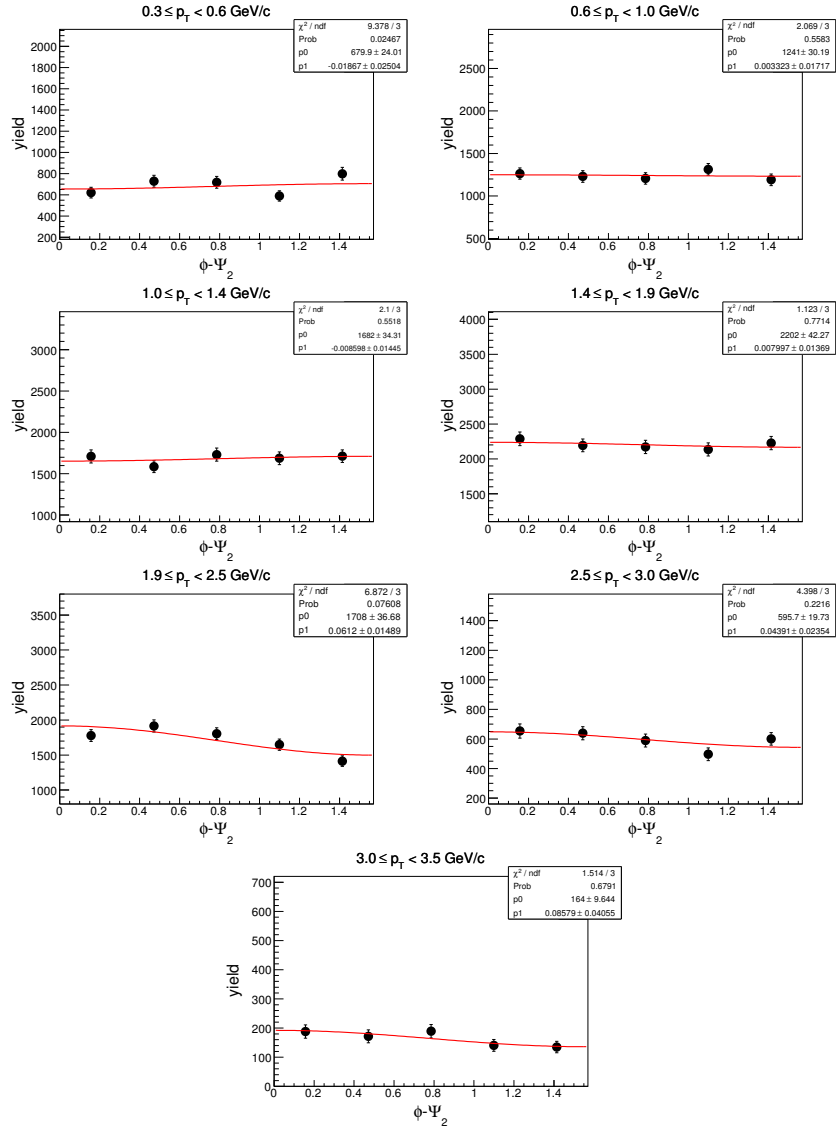 0.3 ≤ p_T < 0.6 GeV/c
χ² / ndf 9.378 / 3
Prob 0.02467
p0 679.9 ± 24.01
p1 -0.01867 ± 0.02504
yield
2000
1800
1600
1400
1200
1000
800
600
400
200
0 0.2 0.4 0.6 0.8 1 1.2 1.4
ϕ-Ψ₂
0.6 ≤ p_T < 1.0 GeV/c
χ² / ndf 2.069 / 3
Prob 0.5583
p0 1241 ± 30.19
p1 0.003323 ± 0.01717
yield
2500
2000
1500
1000
500
0 0.2 0.4 0.6 0.8 1 1.2 1.4
ϕ-Ψ₂
1.0 ≤ p_T < 1.4 GeV/c
χ² / ndf 2.1 / 3
Prob 0.5518
p0 1682 ± 34.31
p1 -0.008598 ± 0.01445
yield
3000
2500
2000
1500
1000
0 0.2 0.4 0.6 0.8 1 1.2 1.4
ϕ-Ψ₂
1.4 ≤ p_T < 1.9 GeV/c
χ² / ndf 1.123 / 3
Prob 0.7714
p0 2202 ± 42.27
p1 0.007997 ± 0.01369
yield
4000
3500
3000
2500
2000
1500
0 0.2 0.4 0.6 0.8 1 1.2 1.4
ϕ-Ψ₂
1.9 ≤ p_T < 2.5 GeV/c
χ² / ndf 6.872 / 3
Prob 0.07608
p0 1708 ± 36.68
p1 0.0612 ± 0.01489
yield
3500
3000
2500
2000
1500
1000
0 0.2 0.4 0.6 0.8 1 1.2 1.4
ϕ-Ψ₂
2.5 ≤ p_T < 3.0 GeV/c
χ² / ndf 4.398 / 3
Prob 0.2216
p0 595.7 ± 19.73
p1 0.04391 ± 0.02354
yield
1400
1200
1000
800
600
400
200
0 0.2 0.4 0.6 0.8 1 1.2 1.4
ϕ-Ψ₂
3.0 ≤ p_T < 3.5 GeV/c
χ² / ndf 1.514 / 3
Prob 0.6791
p0 164 ± 9.644
p1 0.08579 ± 0.04055
yield
700
600
500
400
300
200
100
0
0 0.2 0.4 0.6 0.8 1 1.2 1.4
ϕ-Ψ₂